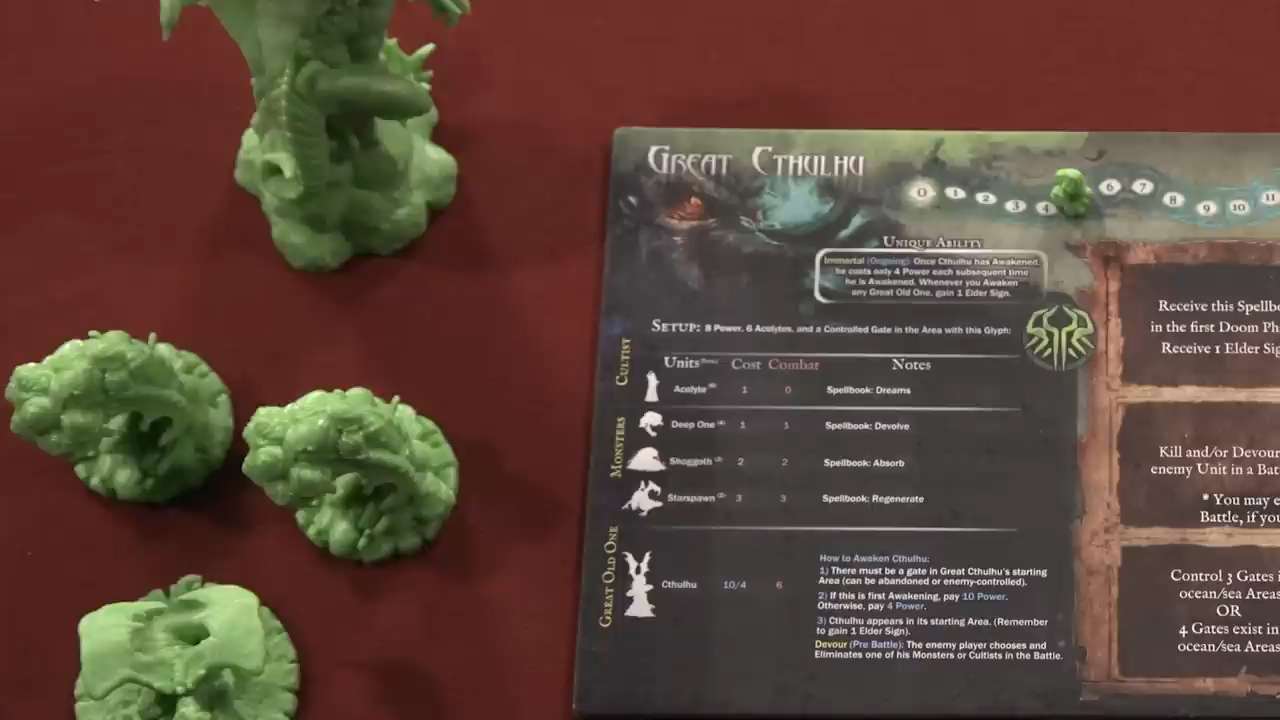 GREAT CTHULHU
0 1 2 3 4 6 7 8 9 10 11
UNIQUE ABILITY
Immortal (Ongoing): Once Cthulhu has Awakened,
he costs only 4 Power each subsequent time
he is Awakened. Whenever you Awaken
any Great Old One, gain 1 Elder Sign.
SETUP: 8 Power, 6 Acolytes, and a Controlled Gate in the Area with this Glyph:
Units Cost Combat Notes
CULTIST
Acolyte 1 0 Spellbook: Dreams
MONSTERS
Deep One 1 1 Spellbook: Devolve
Shoggoth 2 2 Spellbook: Absorb
Starspawn 3 3 Spellbook: Regenerate
GREAT OLD ONE
Cthulhu 10/4 6
How to Awaken Cthulhu:
1) There must be a gate in Great Cthulhu's starting
Area (can be abandoned or enemy-controlled).
2) If this is first Awakening, pay 10 Power.
Otherwise, pay 4 Power.
3) Cthulhu appears in its starting Area. (Remember
to gain 1 Elder Sign).
Devour (Pre Battle): The enemy player chooses and
Eliminates one of his Monsters or Cultists in the Battle.
Receive this Spellbo
in the first Doom Ph
Receive 1 Elder Sig
Kill and/or Devour
enemy Unit in a Bat
* You may e
Battle, if you
Control 3 Gates i
ocean/sea Areas
OR
4 Gates exist in
ocean/sea Areas